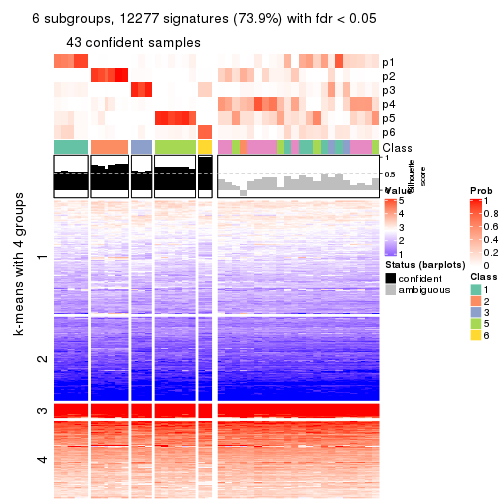 6 subgroups, 12277 signatures (73.9%) with fdr < 0.05
43 confident samples
p1
p2
p3
p4
p5
p6
Class
1
0.5
0
Silhouette
score
k-means with 4 groups
1
2
3
4
Value
5
4
3
2
1
Status (barplots)
confident
ambiguous
Prob
1
0.8
0.6
0.4
0.2
0
Class
1
2
3
5
6